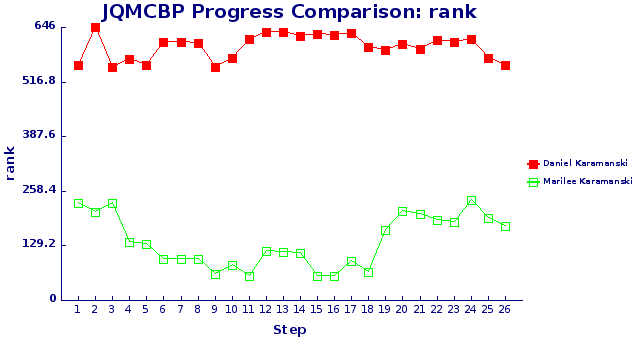 JQMCBP Progress Comparison: rank
646
516.8
387.6
258.4
129.2
0
rank
1 2 3 4 5 6 7 8 9 10 11 12 13 14 15 16 17 18 19 20 21 22 23 24 25 26
Step
Daniel Karamanski
Marilee Karamanski